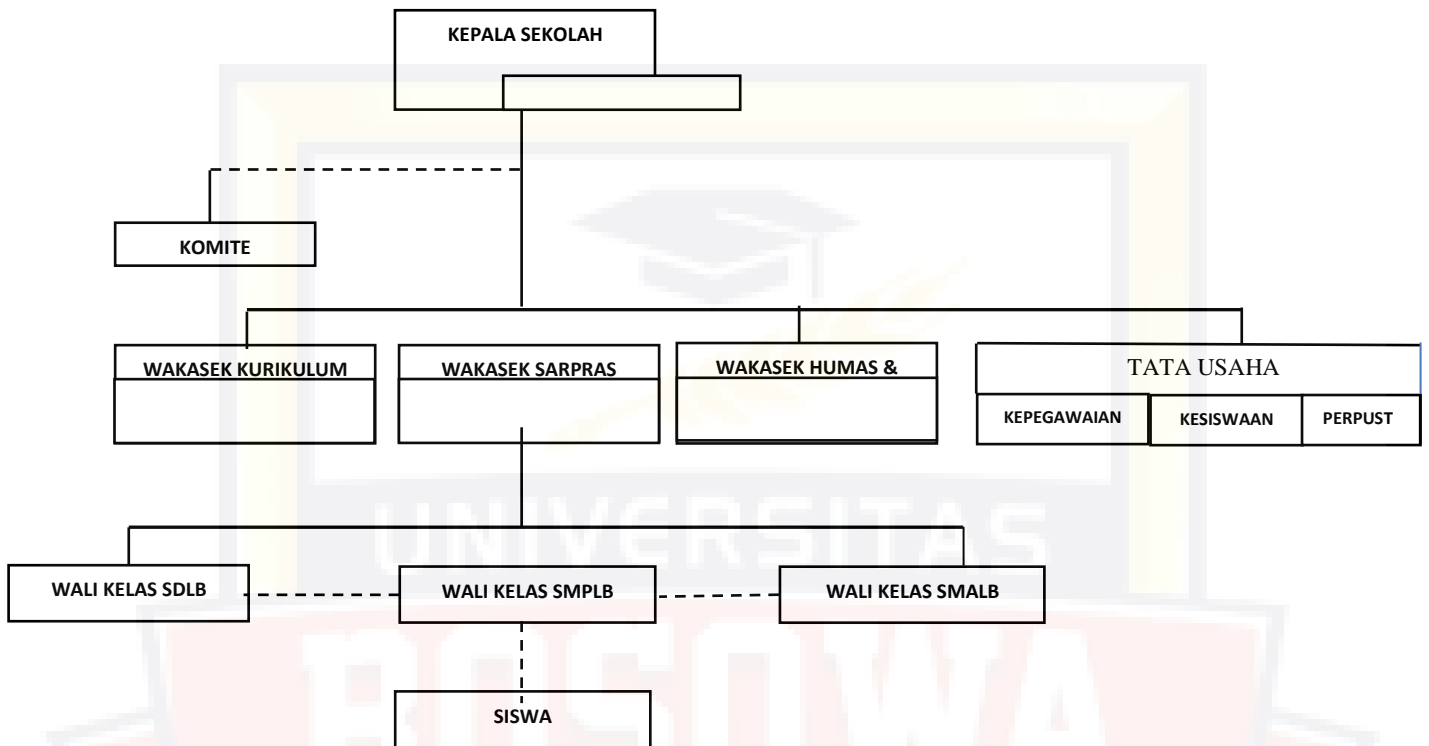 KEPALA SEKOLAH
KOMITE
WAKASEK KURIKULUM
WAKASEK SARPRAS
WAKASEK HUMAS &
TATA USAHA
KEPEGAWAIAN
KESISWAAN
PERPUST
UNIVERSITAS
WALI KELAS SDLB
WALI KELAS SMPLB
WALI KELAS SMALB
BOSOWA
SISWA